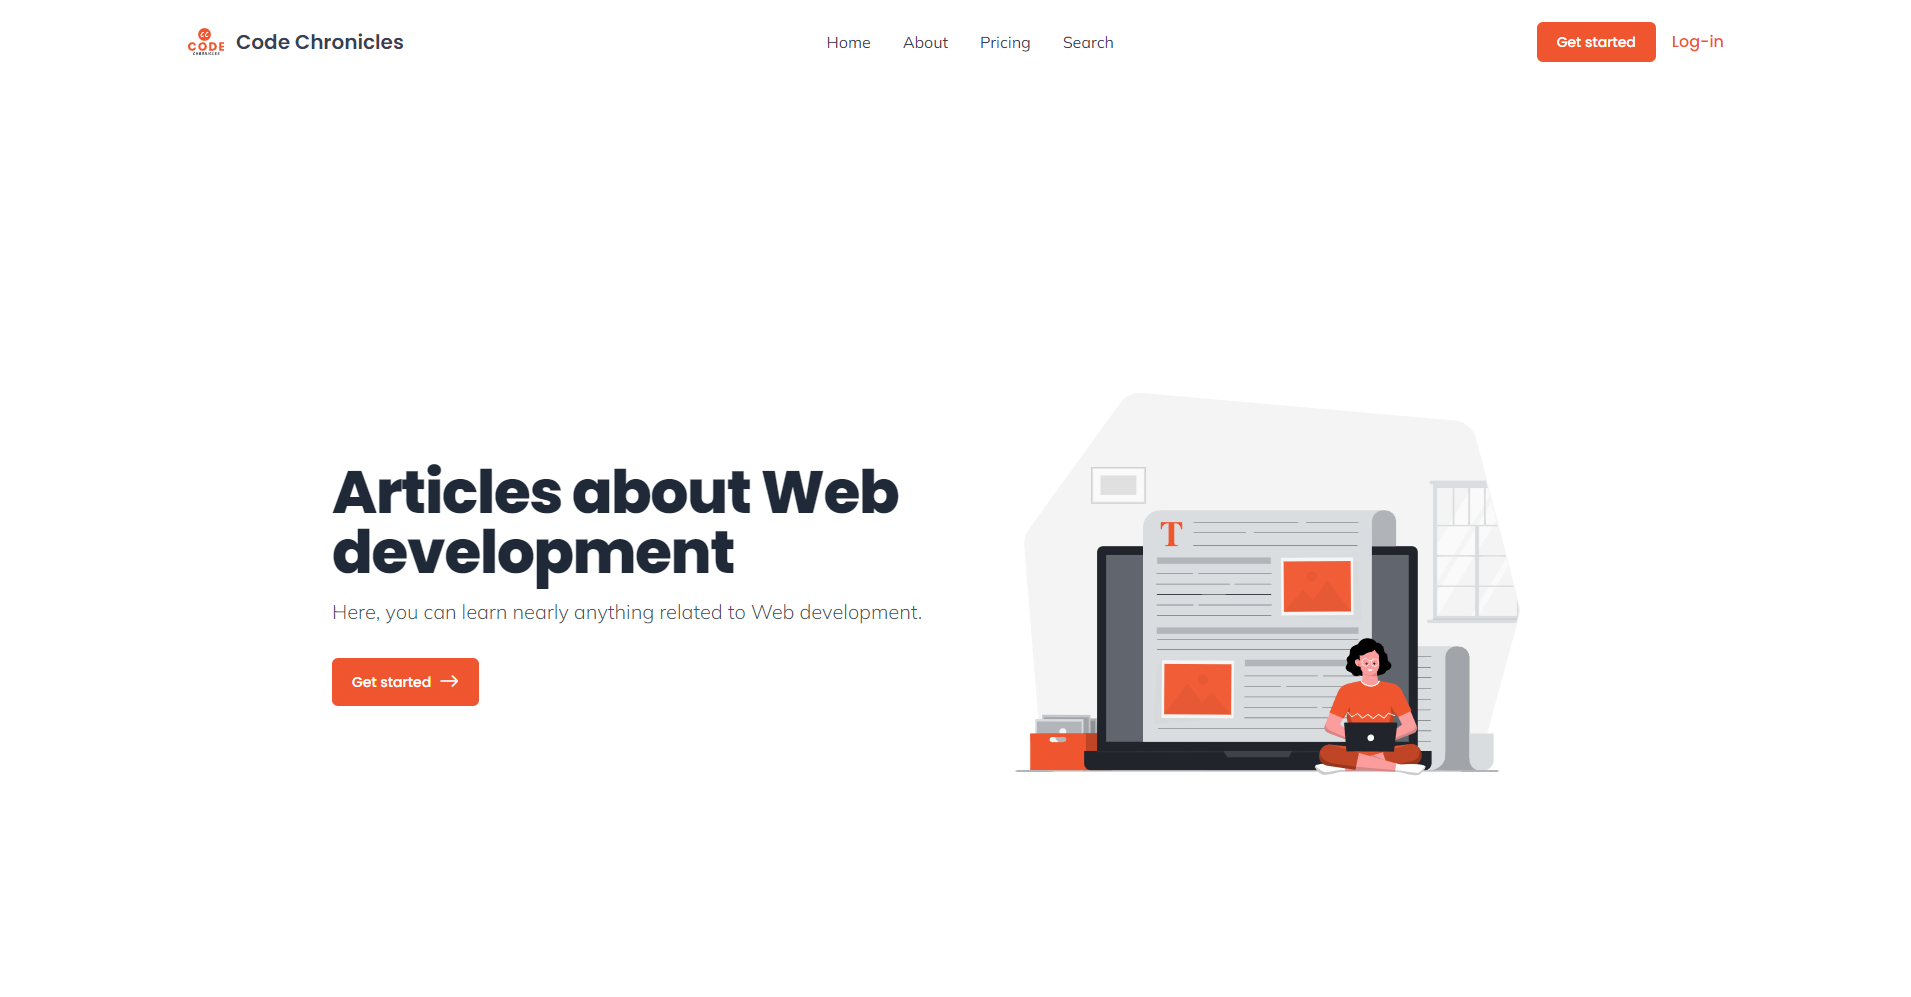 CC
CODE
CHRONICLES
Code Chronicles
Home About Pricing Search
Get started Log-in
Articles about Web
development
Here, you can learn nearly anything related to Web development.
Get started
T